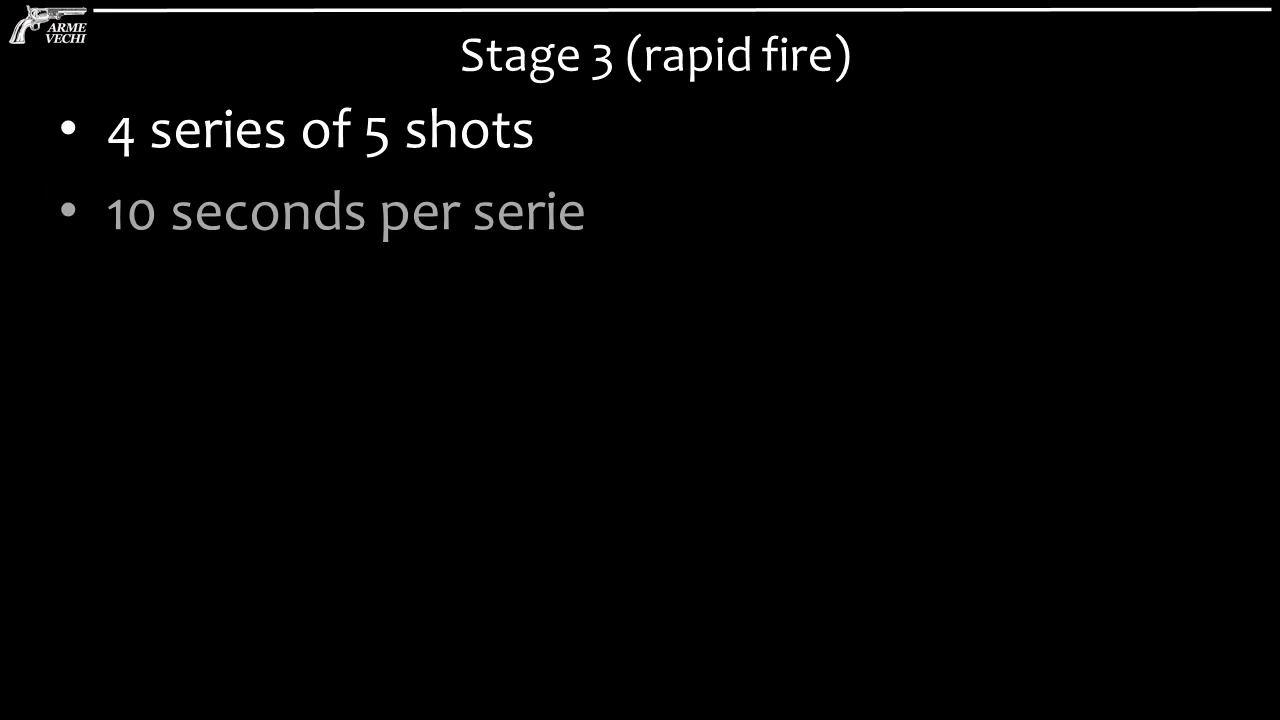 ARME
VECHI
Stage 3 (rapid fire)
• 4 series of 5 shots
• 10 seconds per serie